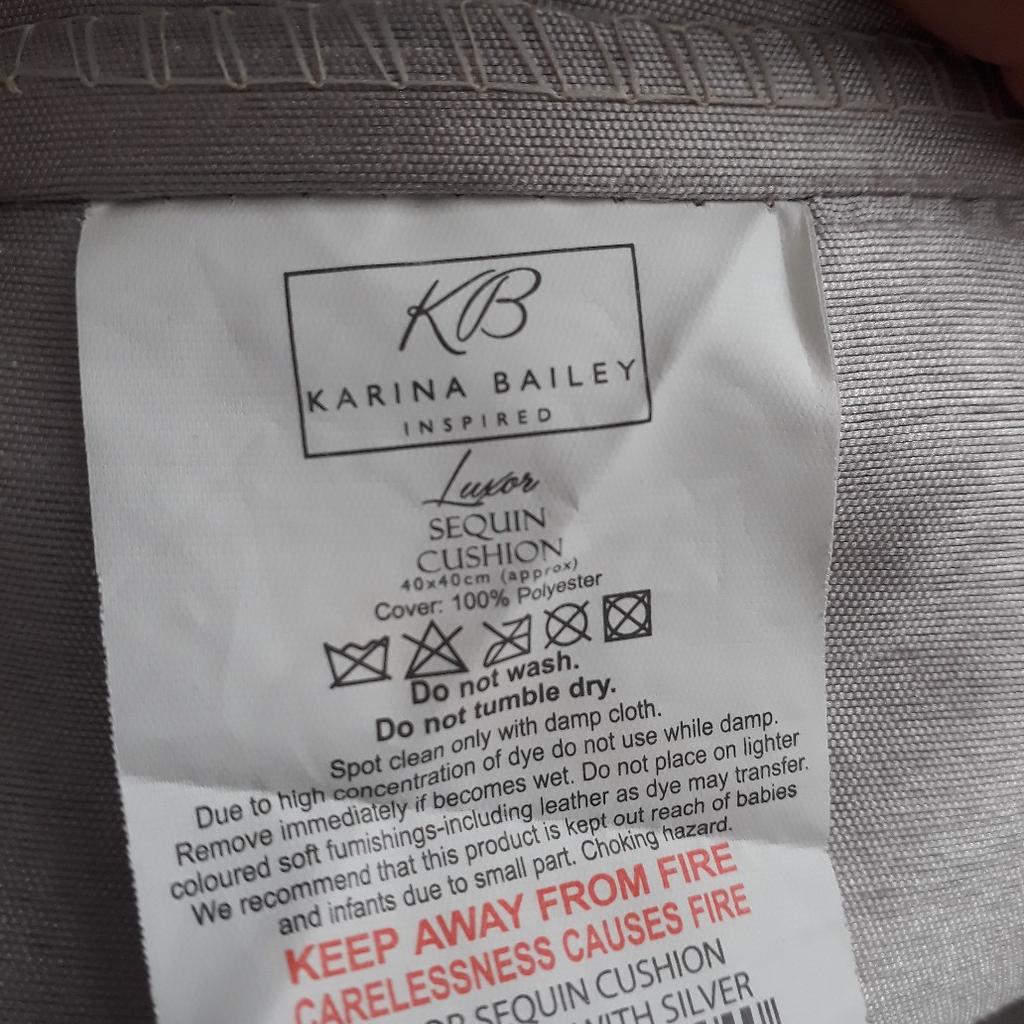 KB
KARINA BAILEY
INSPIRED
Luxor
SEQUIN
CUSHION
40x40cm (approx)
Cover: 100% Polyester
Do not wash.
Do not tumble dry.
Spot clean only with damp cloth.
Due to high concentration of dye do not use while damp.
Remove immediately if becomes wet. Do not place on lighter
coloured soft furnishings-including leather as dye may transfer.
We recommend that this product is kept out reach of babies
and infants due to small part. Choking hazard.
KEEP AWAY FROM FIRE
CARELESSNESS CAUSES FIRE
SEQUIN CUSHION
WITH SILVER